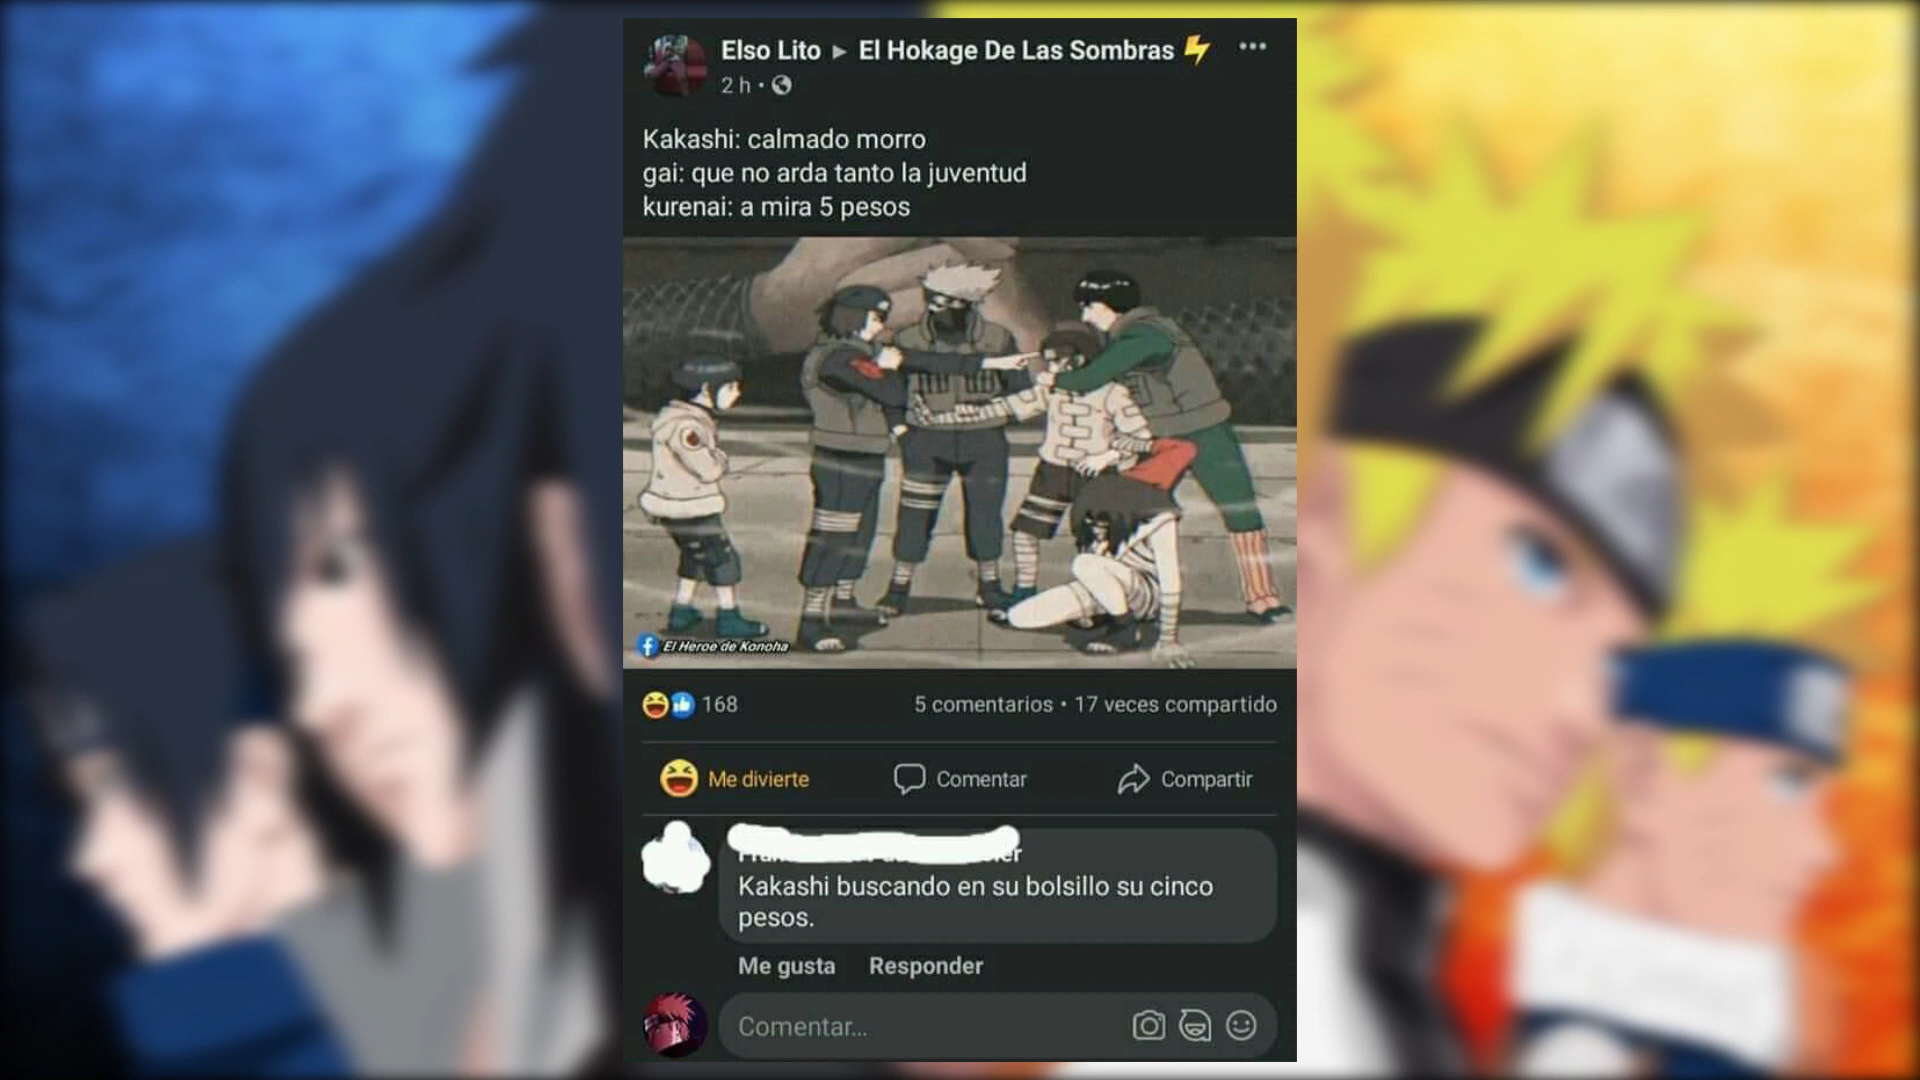 Elso Lito ▸ El Hokage De Las Sombras ⚡
2 h ·
Kakashi: calmado morro
gai: que no arda tanto la juventud
kurenai: a mira 5 pesos
El Heroe de Konoha
168
5 comentarios • 17 veces compartido
Me divierte
Comentar
Compartir
Kakashi buscando en su bolsillo su cinco
pesos.
Me gusta
Responder
Comentar...